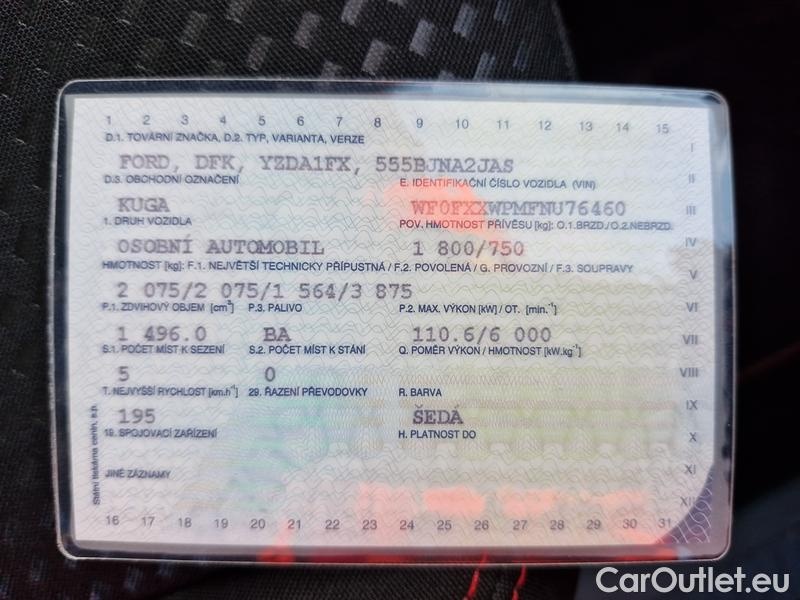 1 2 3 4 5 6 7 8 9 10 11 12 13 14 15
D.1. TOVÁRNÍ ZNAČKA, D.2. TYP, VARIANTA, VERZE
I
FORD, DFK, YZDA1FX, 555BJNA2JAS
D.3. OBCHODNÍ OZNAČENÍ E. IDENTIFIKAČNÍ ČÍSLO VOZIDLA (VIN)
II
KUGA WF0FXXWPMFNU76460
III
1. DRUH VOZIDLA POV. HMOTNOST PŘÍVĚSU [kg]: O.1. BRZD./O.2. NEBRZD.
OSOBNÍ AUTOMOBIL 1 800/750
IV
HMOTNOST [kg]: F.1. NEJVĚTŠÍ TECHNICKY PŘÍPUSTNÁ / F.2. POVOLENÁ / G. PROVOZNÍ / F.3. SOUPRAVY
V
2 075/2 075/1 564/3 875
P.1. ZDVIHOVÝ OBJEM [cm³] P.3. PALIVO P.2. MAX. VÝKON [kW] / OT. [min.⁻¹]
VI
1 496.0 BA 110.6/6 000
VII
S.1. POČET MÍST K SEZENÍ S.2. POČET MÍST K STÁNÍ Q. POMĚR VÝKON / HMOTNOST [kW.kg⁻¹]
5 0
VIII
T. NEJVYŠŠÍ RYCHLOST [km.h⁻¹] 29. ŘAZENÍ PŘEVODOVKY R. BARVA
195 ŠEDÁ
IX
19. SPOJOVACÍ ZAŘÍZENÍ H. PLATNOST DO
X
JINÉ ZÁZNAMY
XI
XII
16 17 18 19 20 21 22 23 24 25 26 27 28 29 30 31
Státní tiskárna cenin, s.p.
CarOutlet.eu